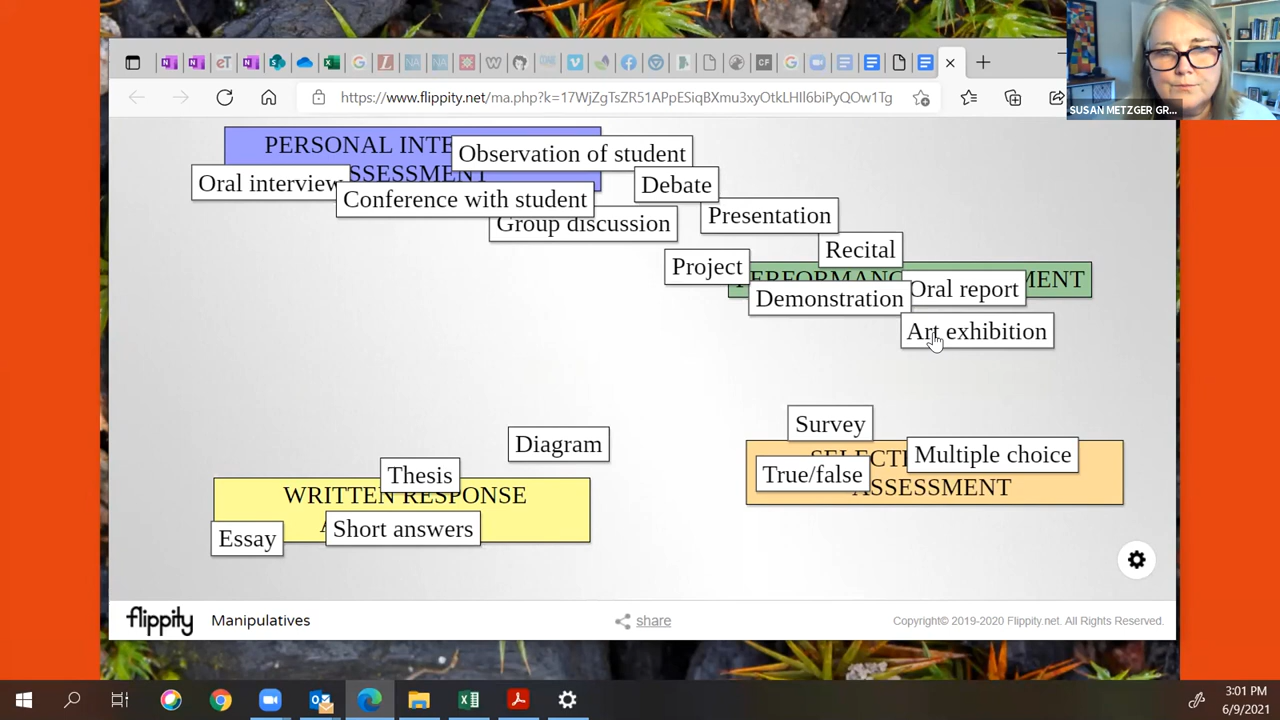 SUSAN METZGER GR...
https://www.flippity.net/ma.php?k=17WjZgTsZR51APpESiqBXmu3xyOtkLHIl6biPyQOw1Tg
PERSONAL INTE
SSESSMENT
Observation of student
Oral interview
Conference with student
Debate
Group discussion
Presentation
Recital
Project
PERFORMANC MENT
Demonstration
Oral report
Art exhibition
Survey
Diagram
Multiple choice
SELECT
True/false
ASSESSMENT
Thesis
WRITTEN RESPONSE
Short answers
Essay
flippity
Manipulatives
share
Copyright© 2019-2020 Flippity.net. All Rights Reserved.
3:01 PM
6/9/2021